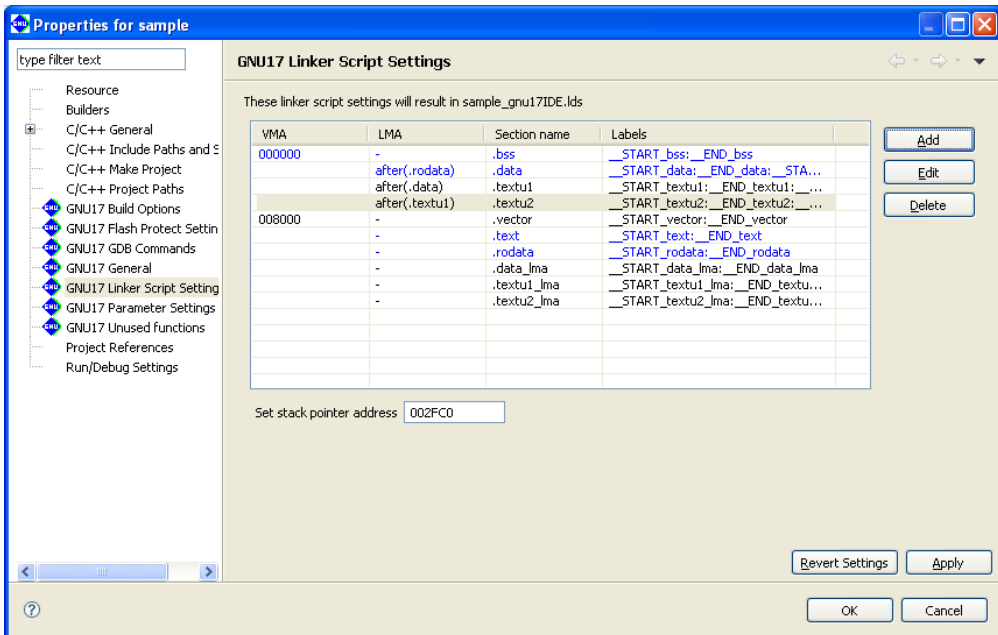 Properties for sample
type filter text
Resource
Builders
C/C++ General
C/C++ Include Paths and S
C/C++ Make Project
C/C++ Project Paths
GNU17 Build Options
GNU17 Flash Protect Settin
GNU17 GDB Commands
GNU17 General
GNU17 Linker Script Setting
GNU17 Parameter Settings
GNU17 Unused functions
Project References
Run/Debug Settings
GNU17 Linker Script Settings
These linker script settings will result in sample_gnu17IDE.lds
VMA LMA Section name Labels
000000 - .bss __START_bss:__END_bss
after(.rodata) .data __START_data:__END_data:__STA...
after(.data) .textu1 __START_textu1:__END_textu1:__...
after(.textu1) .textu2 __START_textu2:__END_textu2:__...
008000 - .vector __START_vector:__END_vector
- .text __START_text:__END_text
- .rodata __START_rodata:__END_rodata
- .data_lma __START_data_lma:__END_data_lma
- .textu1_lma __START_textu1_lma:__END_textu...
- .textu2_lma __START_textu2_lma:__END_textu...
Add
Edit
Delete
Set stack pointer address 002FC0
Revert Settings Apply
? OK Cancel